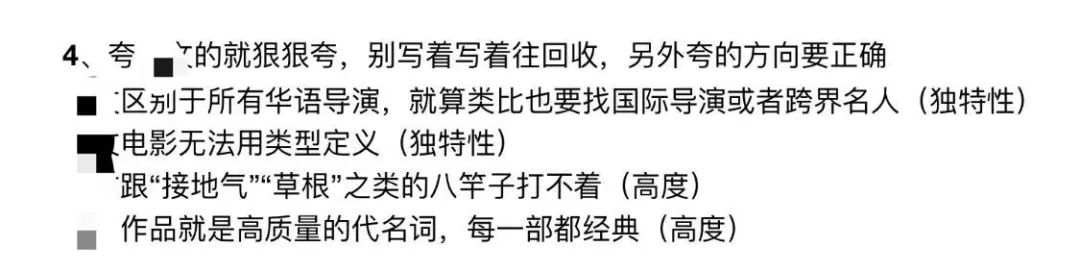 4、夸的就狠狠夸，别写着写着往回收，另外夸的方向要正确
区别于所有华语导演，就算类比也要找国际导演或者跨界名人（独特性）
电影无法用类型定义（独特性）
跟“接地气”“草根”之类的八竿子打不着（高度）
作品就是高质量的代名词，每一部都经典（高度）